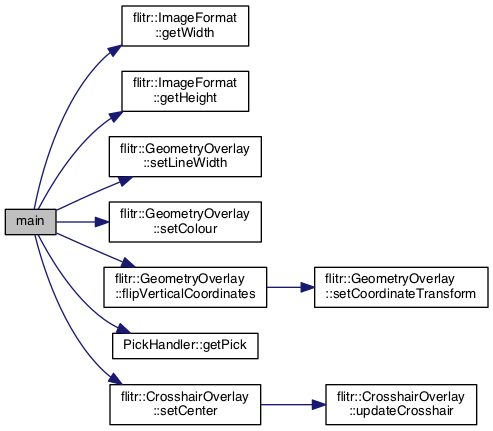 flitr::ImageFormat
::getWidth
flitr::ImageFormat
::getHeight
flitr::GeometryOverlay
::setLineWidth
main
flitr::GeometryOverlay
::setColour
flitr::GeometryOverlay
::flipVerticalCoordinates
flitr::GeometryOverlay
::setCoordinateTransform
PickHandler::getPick
flitr::CrosshairOverlay
::setCenter
flitr::CrosshairOverlay
::updateCrosshair